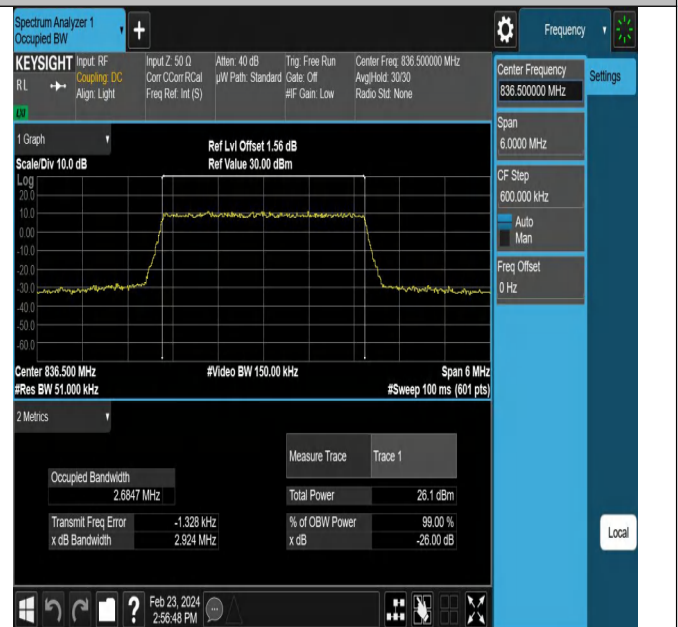 Spectrum Analyzer 1
Occupied BW
+
Frequency
KEYSIGHT
RL
LXI
Input: RF
Coupling: DC
Align: Light
Input Z: 50 Ω
Corr CCorr RCal
Freq Ref: Int (S)
Atten: 40 dB
µW Path: Standard
Trig: Free Run
Gate: Off
#IF Gain: Low
Center Freq: 836.500000 MHz
Avg|Hold: 30/30
Radio Std: None
Center Frequency
836.500000 MHz
Settings
Span
6.0000 MHz
CF Step
600.000 kHz
Auto
Man
Freq Offset
0 Hz
1 Graph
Scale/Div 10.0 dB
Ref Lvl Offset 1.56 dB
Ref Value 30.00 dBm
Log
20.0
10.0
0.00
-10.0
-20.0
-30.0
-40.0
-50.0
-60.0
Center 836.500 MHz
#Video BW 150.00 kHz
Span 6 MHz
#Res BW 51.000 kHz
#Sweep 100 ms (601 pts)
2 Metrics
Measure Trace
Trace 1
Occupied Bandwidth
2.6847 MHz
Total Power
26.1 dBm
Transmit Freq Error
-1.328 kHz
% of OBW Power
99.00 %
x dB Bandwidth
2.924 MHz
x dB
-26.00 dB
Local
?
Feb 23, 2024
2:56:48 PM